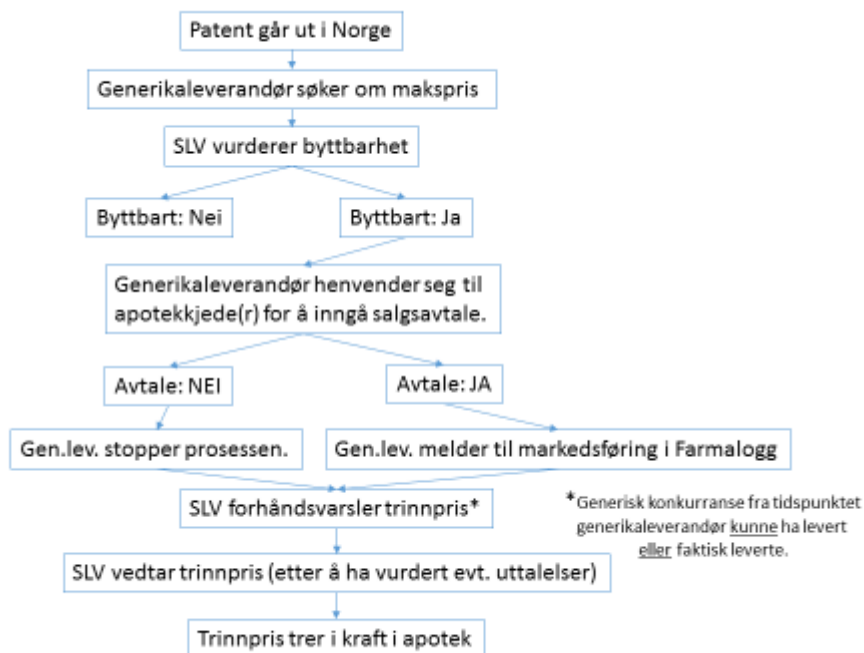 Patent går ut i Norge
Generikaleverandør søker om makspris
SLV vurderer byttbarhet
Byttbart: Nei
Byttbart: Ja
Generikaleverandør henvender seg til
apotekkjede(r) for å inngå salgsavtale.
Avtale: NEI
Avtale: JA
Gen.lev. stopper prosessen.
Gen.lev. melder til markedsføring i Farmalogg
SLV forhåndsvarsler trinnpris*
*Generisk konkurranse fra tidspunktet
generikaleverandør kunne ha levert
eller faktisk leverte.
SLV vedtar trinnpris (etter å ha vurdert evt. uttalelser)
Trinnpris trer i kraft i apotek